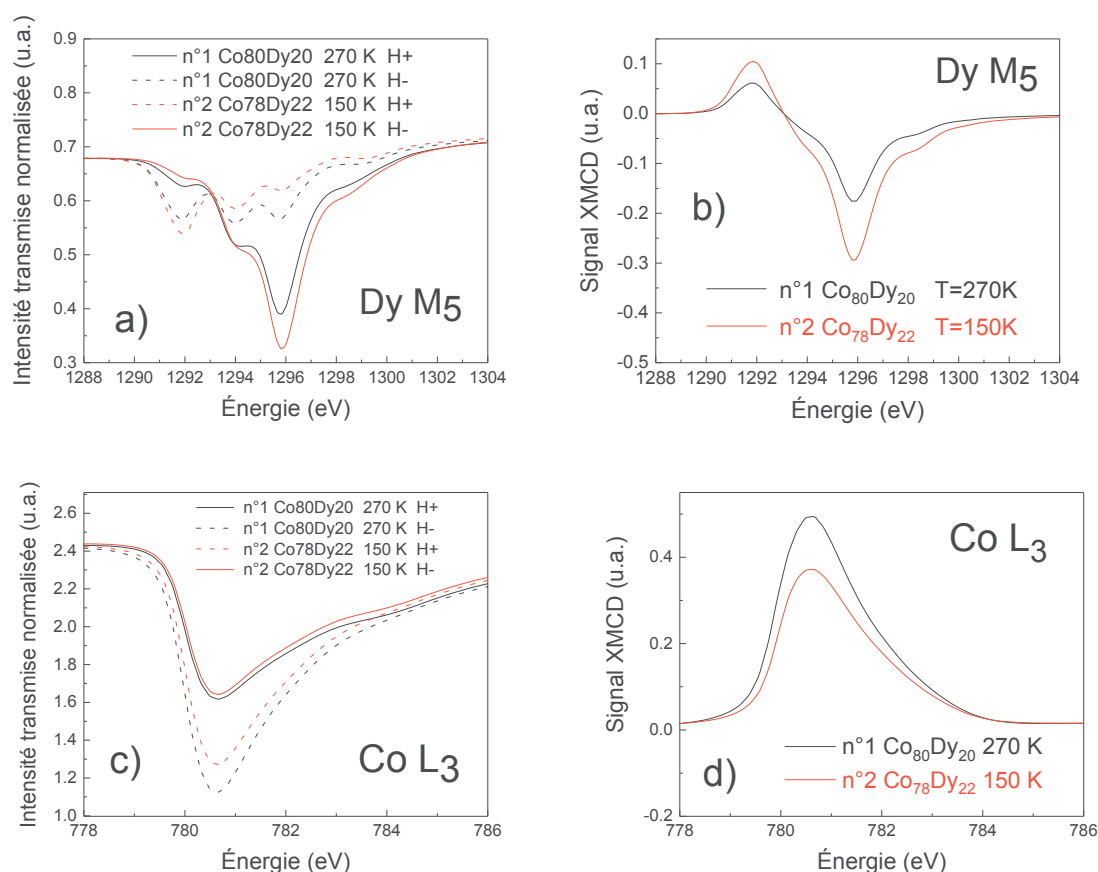 Intensité transmise normalisée (u.a.)
0.9
0.8
0.7
0.6
0.5
0.4
0.3
n°1 Co80Dy20 270 K H+
n°1 Co80Dy20 270 K H-
n°2 Co78Dy22 150 K H+
n°2 Co78Dy22 150 K H-
a)
Dy M5
1288 1290 1292 1294 1296 1298 1300 1302 1304
Énergie (eV)
Signal XMCD (u.a.)
0.1
0.0
-0.1
-0.2
-0.3
-0.5
Dy M5
b)
n°1 Co80Dy20 T=270K
n°2 Co78Dy22 T=150K
1288 1290 1292 1294 1296 1298 1300 1302 1304
Énergie (eV)
Intensité transmise normalisée (u.a.)
2.6
2.4
2.2
2.0
1.8
1.6
1.4
1.2
1.0
n°1 Co80Dy20 270 K H+
n°1 Co80Dy20 270 K H-
n°2 Co78Dy22 150 K H+
n°2 Co78Dy22 150 K H-
c)
Co L3
778 780 782 784 786
Énergie (eV)
Signal XMCD (u.a.)
0.4
0.2
0.0
-0.2
Co L3
n°1 Co80Dy20 270 K
n°2 Co78Dy22 150 K
d)
778 780 782 784 786
Énergie (eV)